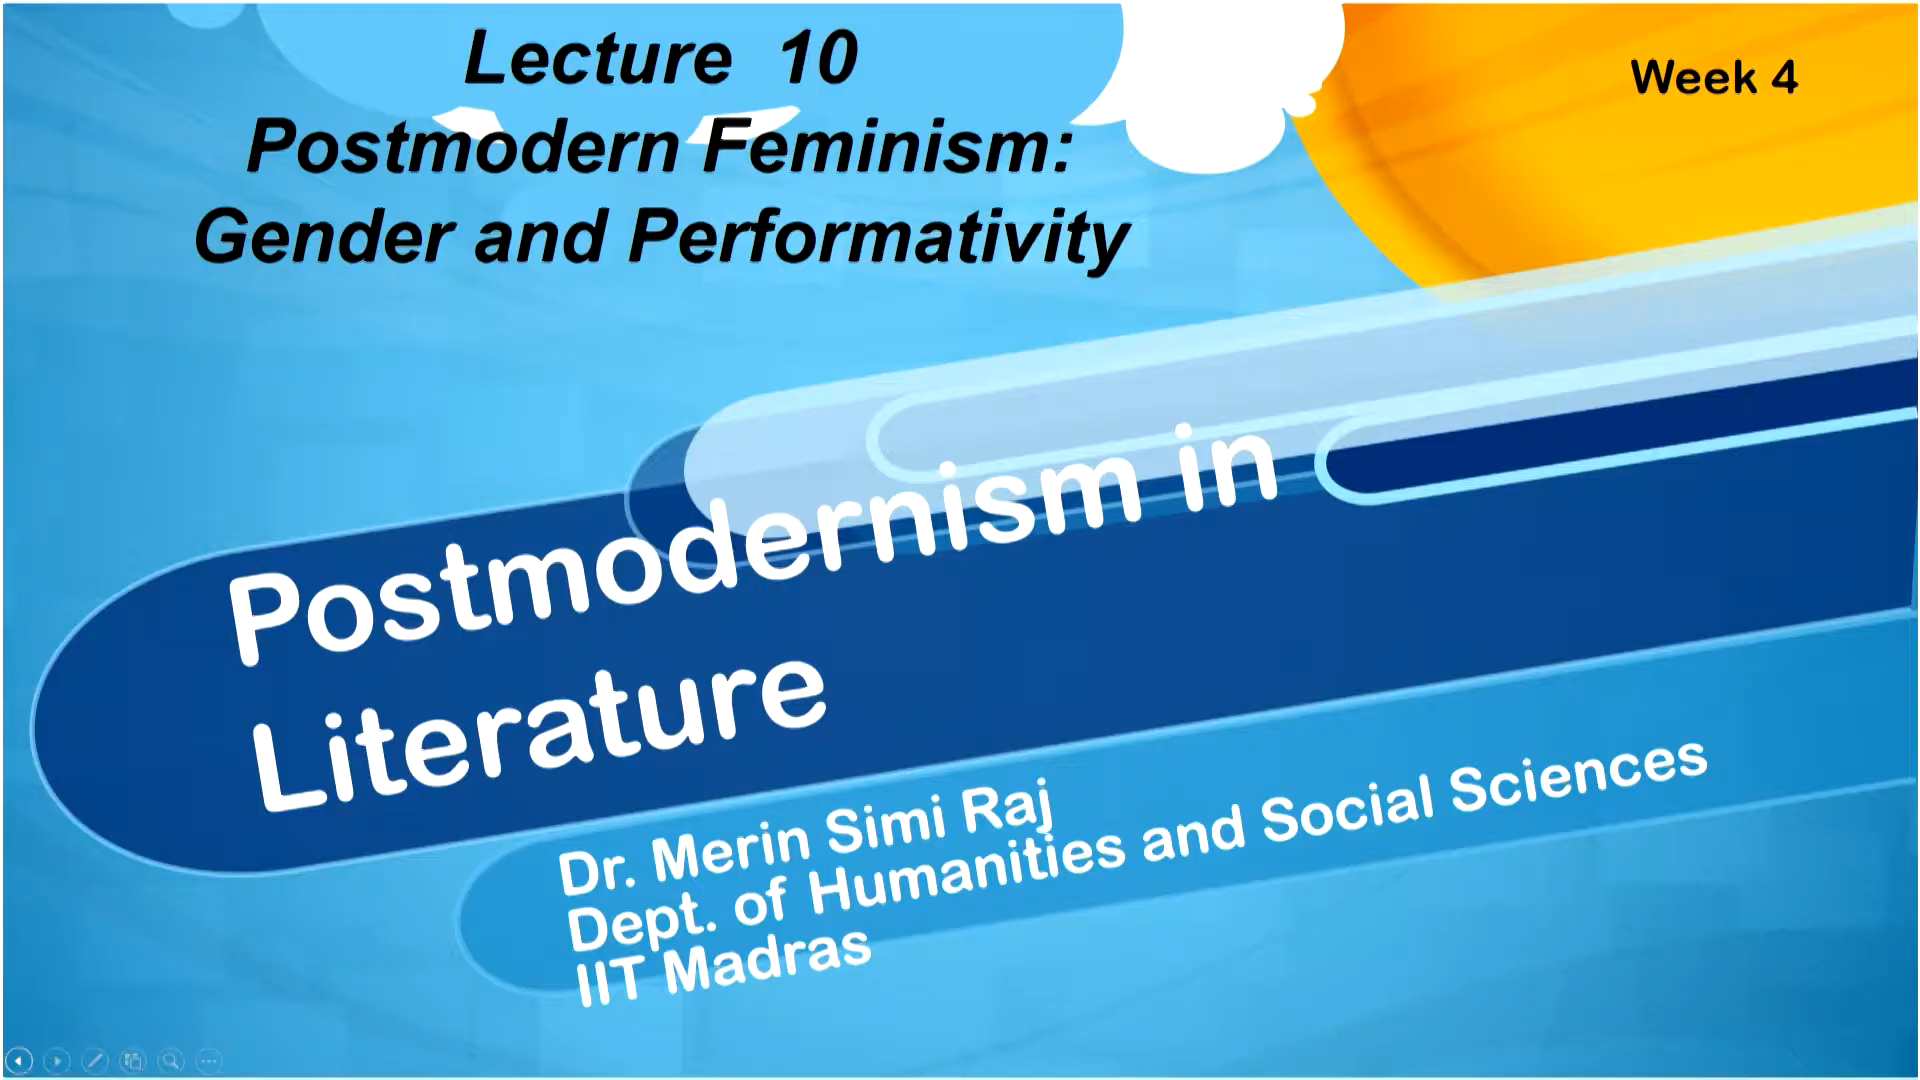 Lecture 10
Postmodern Feminism:
Gender and Performativity
Week 4
Postmodernism in
Literature
Dr. Merin Simi Raj
Dept. of Humanities and Social Sciences
IIT Madras